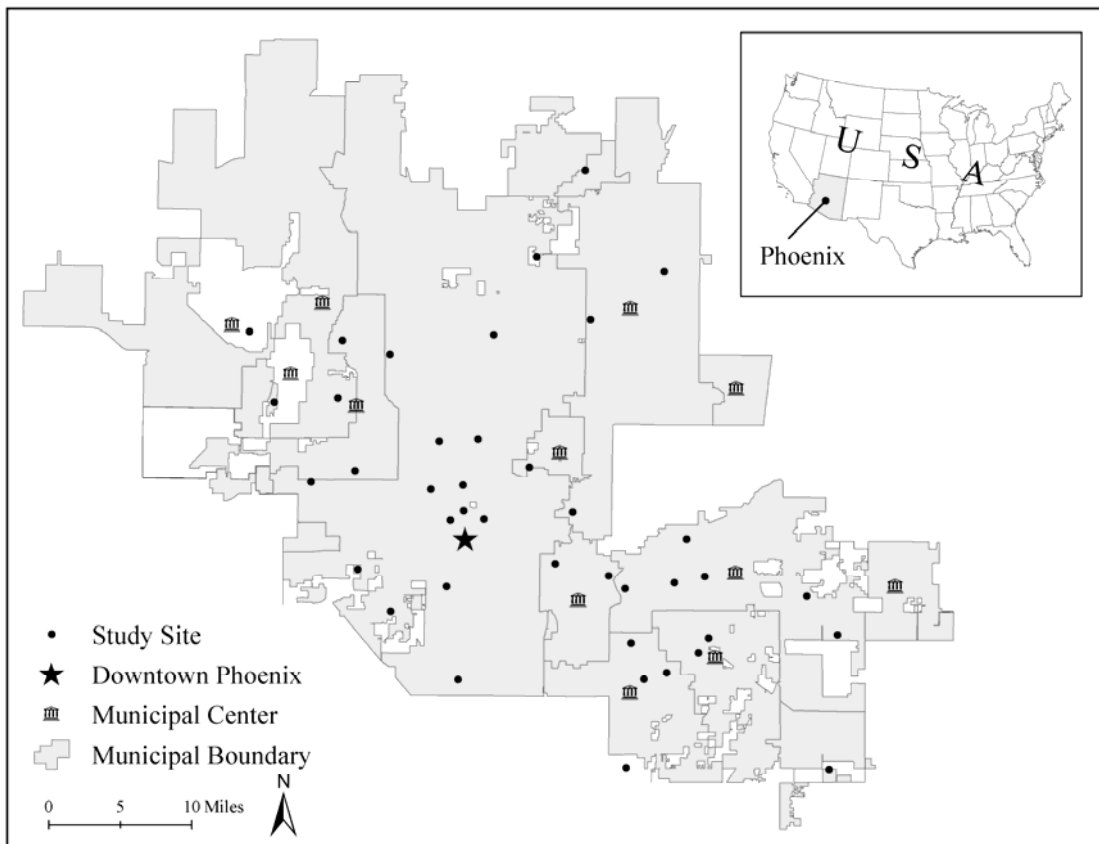 U S A
Phoenix
Study Site
Downtown Phoenix
Municipal Center
Municipal Boundary
N
0 5 10 Miles